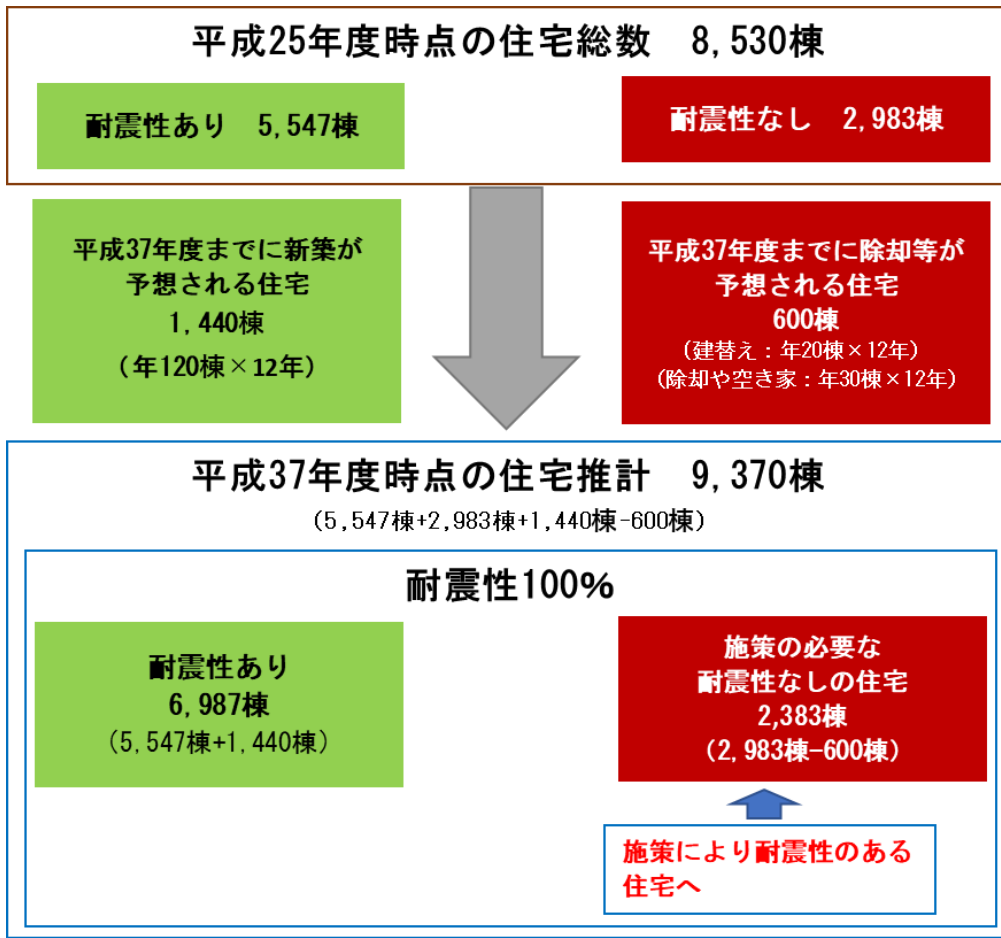 平成25年度時点の住宅総数　8,530棟
耐震性あり　5,547棟
耐震性なし　2,983棟
平成37年度までに新築が
予想される住宅
1,440棟
(年120棟×12年)
平成37年度までに除却等が
予想される住宅
600棟
(建替え：年20棟×12年)
(除却や空き家：年30棟×12年)
平成37年度時点の住宅推計　9,370棟
(5,547棟+2,983棟+1,440棟-600棟)
耐震性100%
耐震性あり
6,987棟
(5,547棟+1,440棟)
施策の必要な
耐震性なしの住宅
2,383棟
(2,983棟-600棟)
施策により耐震性のある
住宅へ